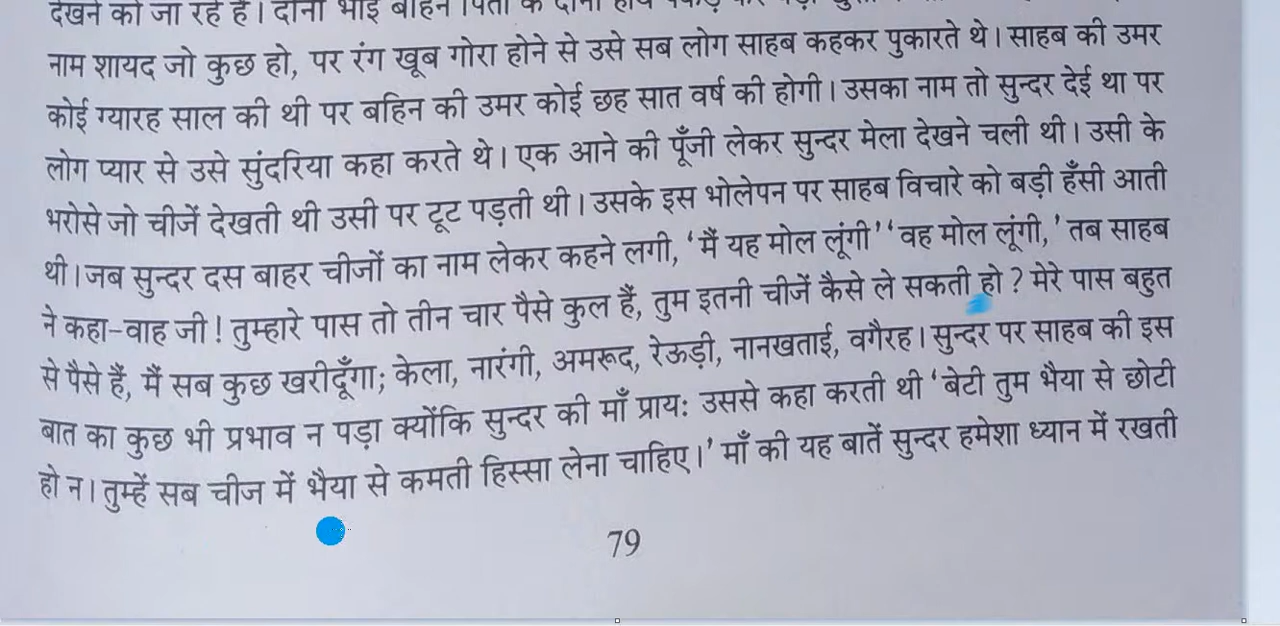 देखने को जा रहे हैं। दोनों भाई बहिन पिता के दोनों हाथ
नाम शायद जो कुछ हो, पर रंग खूब गोरा होने से उसे सब लोग साहब कहकर पुकारते थे। साहब की उमर
कोई ग्यारह साल की थी पर बहिन की उमर कोई छह सात वर्ष की होगी। उसका नाम तो सुन्दर देई था पर
लोग प्यार से उसे सुंदरिया कहा करते थे। एक आने की पूँजी लेकर सुन्दर मेला देखने चली थी। उसी के
भरोसे जो चीजें देखती थी उसी पर टूट पड़ती थी। उसके इस भोलेपन पर साहब विचारे को बड़ी हँसी आती
थी। जब सुन्दर दस बाहर चीजों का नाम लेकर कहने लगी, ‘मैं यह मोल लूंगी’ ‘वह मोल लूंगी,’ तब साहब
ने कहा-वाह जी! तुम्हारे पास तो तीन चार पैसे कुल हैं, तुम इतनी चीजें कैसे ले सकती हो? मेरे पास बहुत
से पैसे हैं, मैं सब कुछ खरीदूँगा; केला, नारंगी, अमरूद, रेऊड़ी, नानखताई, वगैरह। सुन्दर पर साहब की इस
बात का कुछ भी प्रभाव न पड़ा क्योंकि सुन्दर की माँ प्रायः उससे कहा करती थी ‘बेटी तुम भैया से छोटी
हो न। तुम्हें सब चीज में भैया से कमती हिस्सा लेना चाहिए।’ माँ की यह बातें सुन्दर हमेशा ध्यान में रखती
79